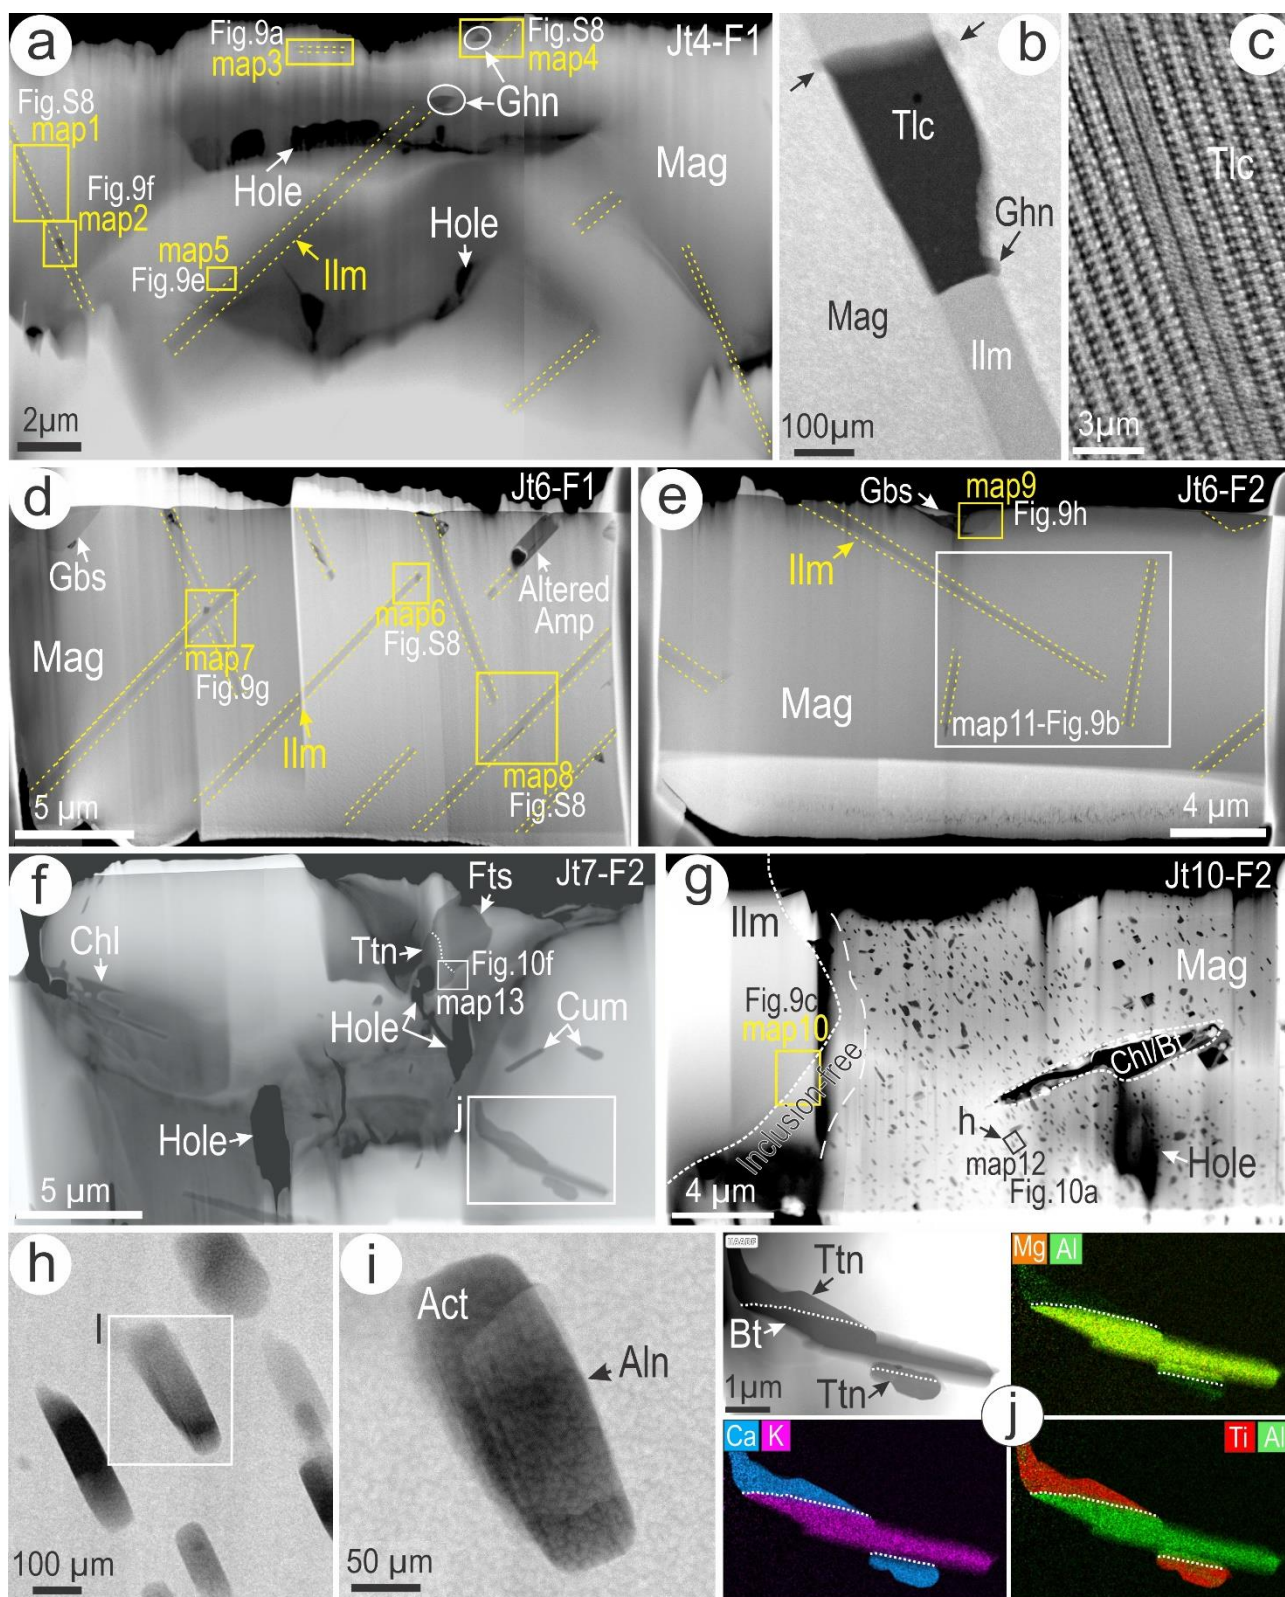 a
Fig.9a
map3
Fig.S8
map4
Jt4-F1
Fig.S8
map1
Fig.9f
map2
Ghn
Hole
Mag
map5
Fig.9e
Ilm
Hole
2µm
b
Tlc
Ghn
Mag
Ilm
100µm
c
Tlc
3µm
d
Jt6-F1
Gbs
Mag
map7
Fig.9g
map6
Fig.S8
Altered
Amp
Ilm
map8
Fig.S8
5 µm
e
Gbs
map9
Fig.9h
Jt6-F2
Ilm
Mag
map11-Fig.9b
4 µm
f
Fts
Jt7-F2
Chl
Ttn
Fig.10f
map13
Hole
Cum
Hole
j
5 µm
g
Jt10-F2
Ilm
Mag
Fig.9c
map10
Inclusion-free
Chl/Bt
h
map12
Fig.10a
Hole
4 µm
h
I
100 µm
i
Act
Aln
50 µm
Ttn
Bt
Ttn
1µm
Mg Al
j
Ca K
Ti Al